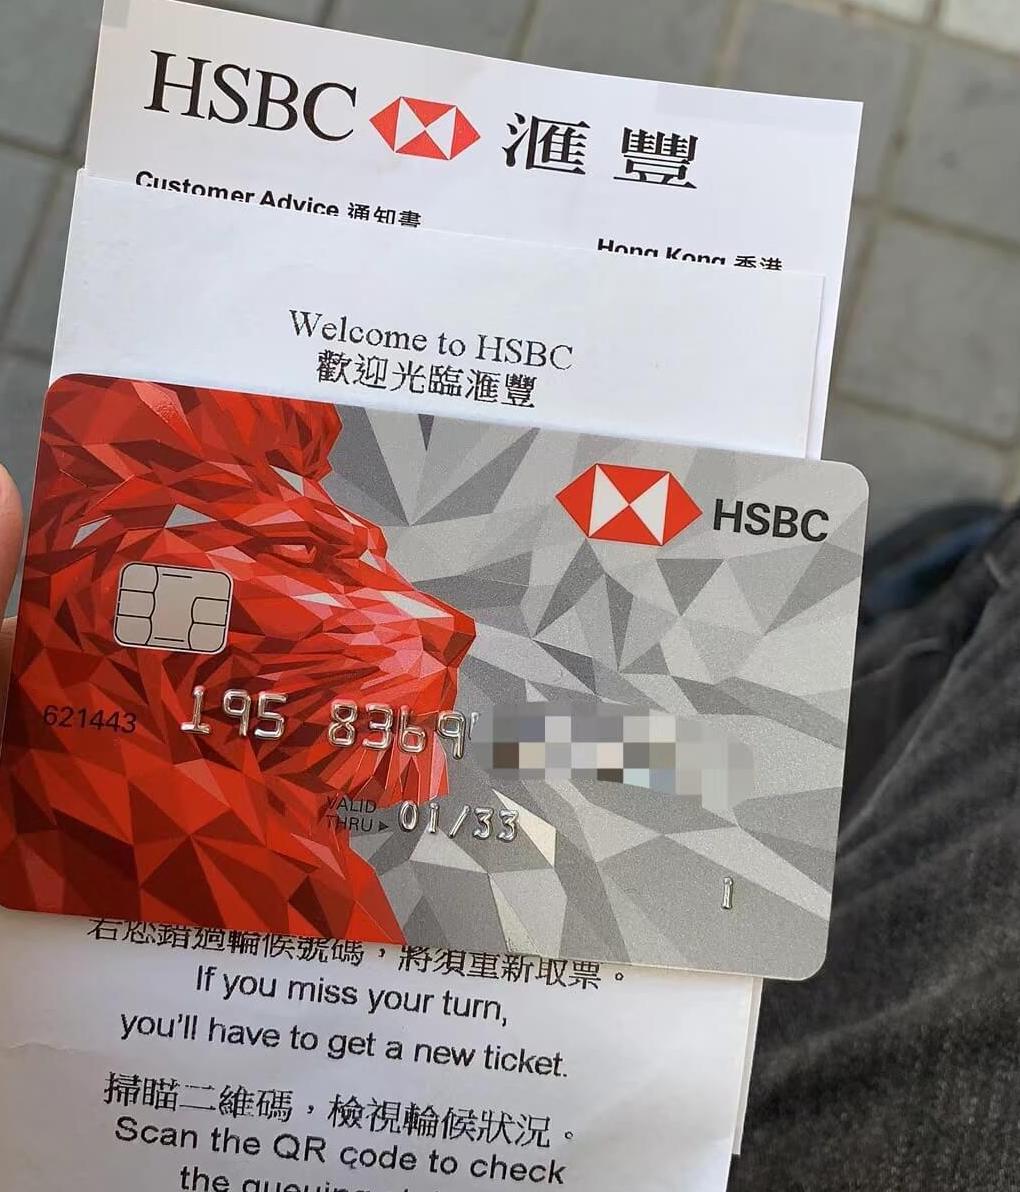 HSBC 滙豐
Customer Advice 通知書
Hong Kong 香港
Welcome to HSBC
歡迎光臨滙豐
HSBC
621443 195 8369
VALID THRU ▶ 01/33
1
若您錯過輪候號碼，將須重新取票。
If you miss your turn,
you'll have to get a new ticket.
掃瞄二維碼，檢視輪候狀況。
Scan the QR code to check
the queuing